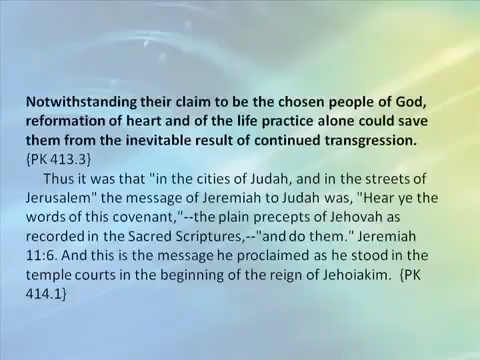 Notwithstanding their claim to be the chosen people of God,
reformation of heart and of the life practice alone could save
them from the inevitable result of continued transgression.
{PK 413.3}
Thus it was that "in the cities of Judah, and in the streets of
Jerusalem" the message of Jeremiah to Judah was, "Hear ye the
words of this covenant,"--the plain precepts of Jehovah as
recorded in the Sacred Scriptures,--"and do them." Jeremiah
11:6. And this is the message he proclaimed as he stood in the
temple courts in the beginning of the reign of Jehoiakim. {PK
414.1}